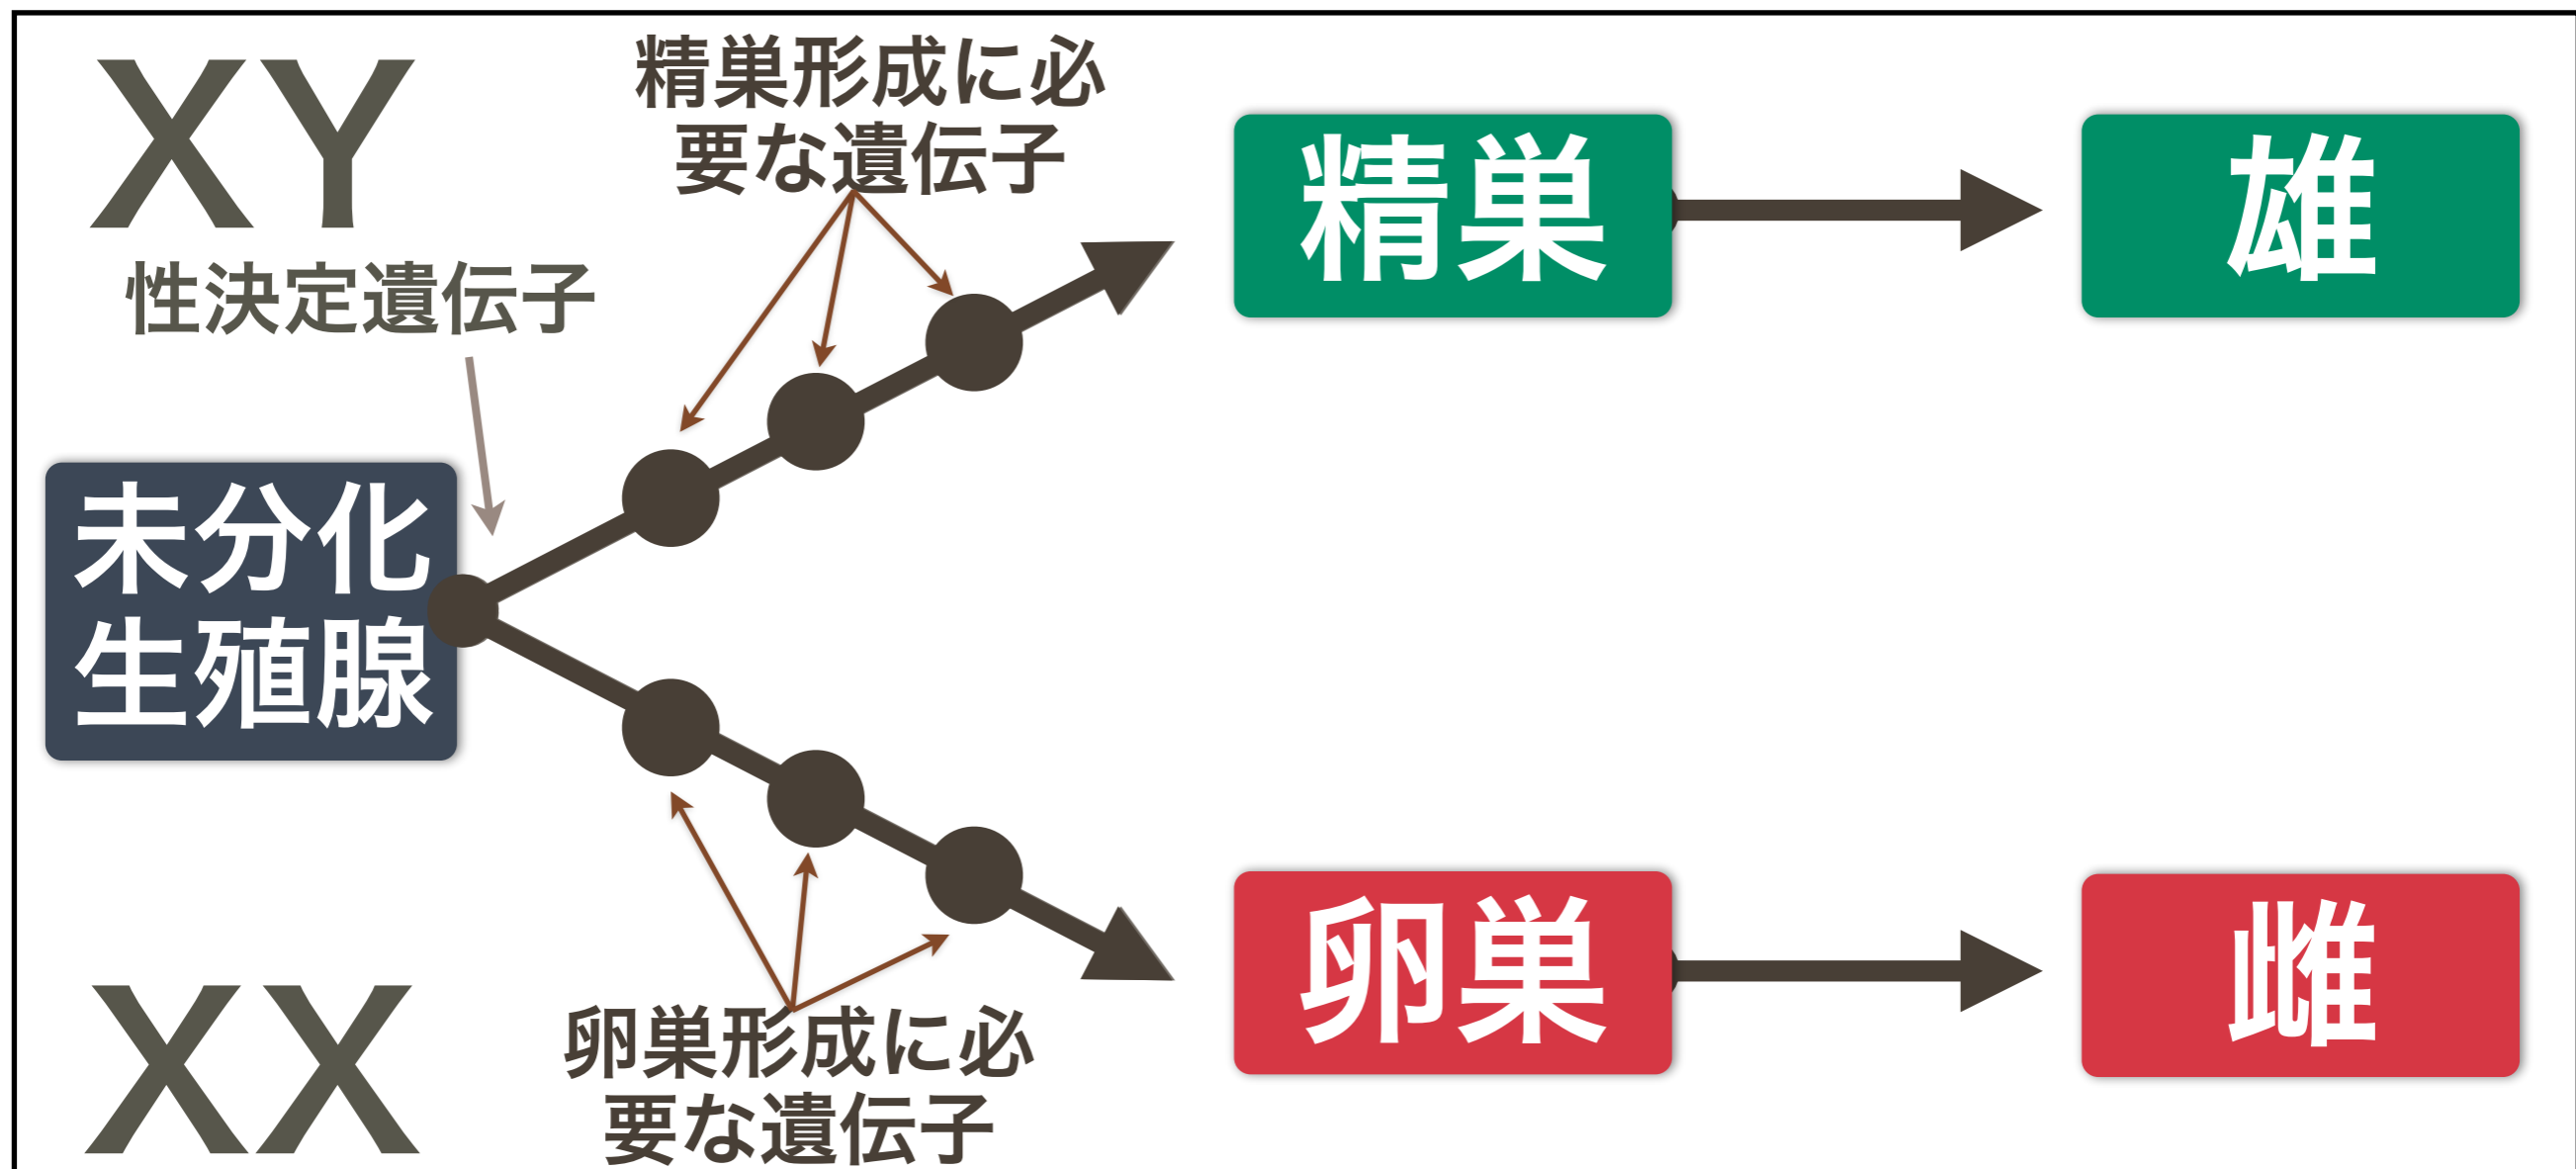 XY
精巣形成に必
要な遺伝子
精巣
雄
性決定遺伝子
未分化
生殖腺
卵巣
雌
XX
卵巣形成に必
要な遺伝子